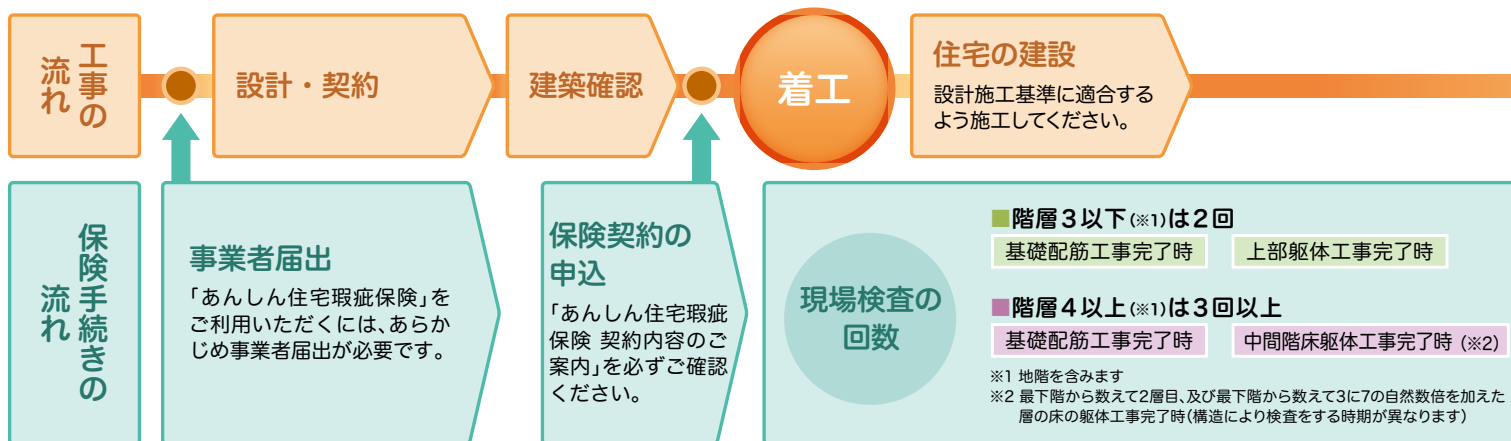 工事の
流れ
設計・契約
建築確認
着工
住宅の建設
設計施工基準に適合する
よう施工してください。
保険手続きの
流れ
事業者届出
「あんしん住宅瑕疵保険」を
ご利用いただくには、あらか
じめ事業者届出が必要です。
保険契約の
申込
「あんしん住宅瑕疵
保険 契約内容のご
案内」を必ずご確認
ください。
現場検査の
回数
■階層3以下(※1)は2回
基礎配筋工事完了時
上部躯体工事完了時
■階層4以上(※1)は3回以上
基礎配筋工事完了時
中間階床躯体工事完了時 (※2)
※1 地階を含みます
※2 最下階から数えて2層目、及び最下階から数えて3に7の自然数倍を加えた
層の床の躯体工事完了時(構造により検査をする時期が異なります)